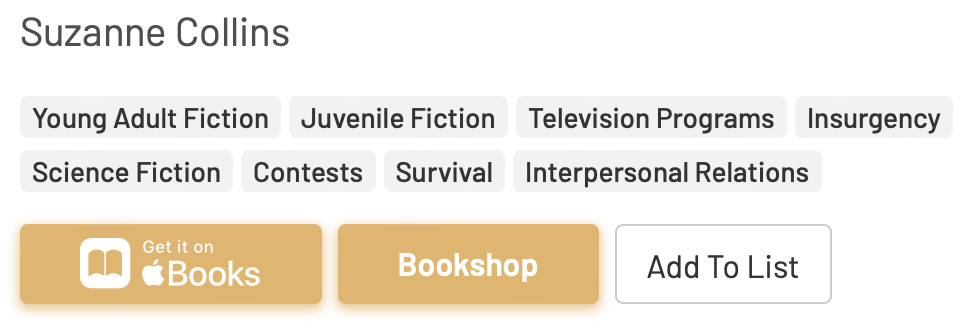 Suzanne Collins
Young Adult Fiction Juvenile Fiction Television Programs Insurgency
Science Fiction Contests Survival Interpersonal Relations
Get it on
Books Bookshop Add To List